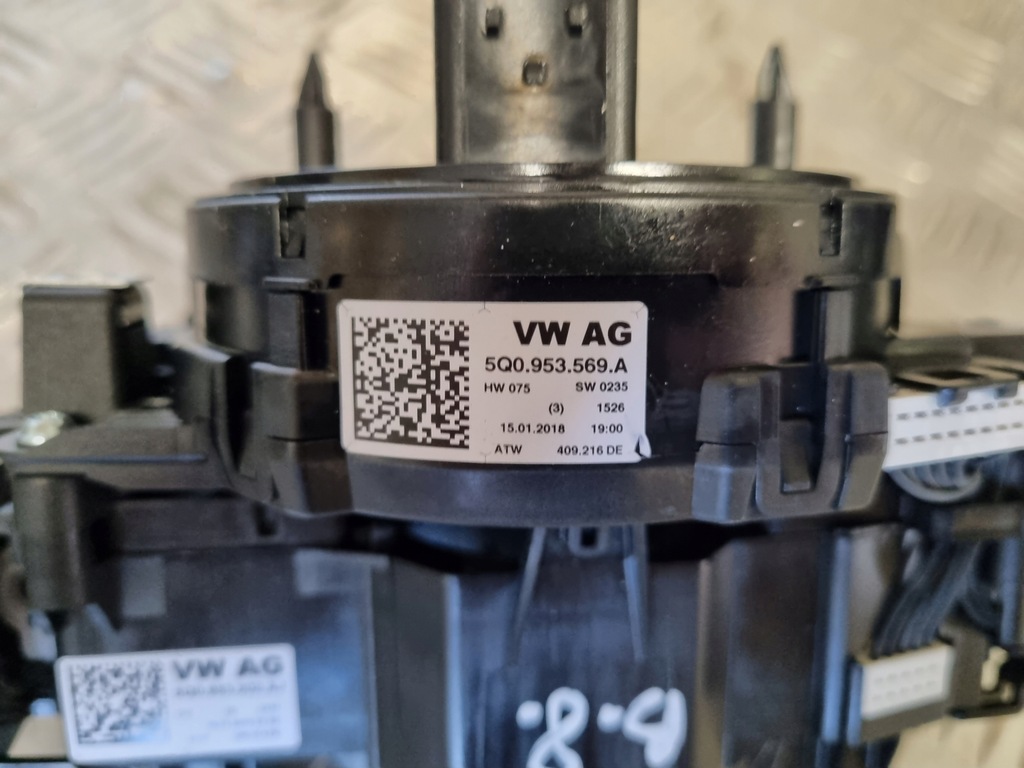 VW AG
5Q0.953.569.A
HW 075 SW 0235
(3) 1526
15.01.2018 19:00
ATW 409.216 DE
VW AG